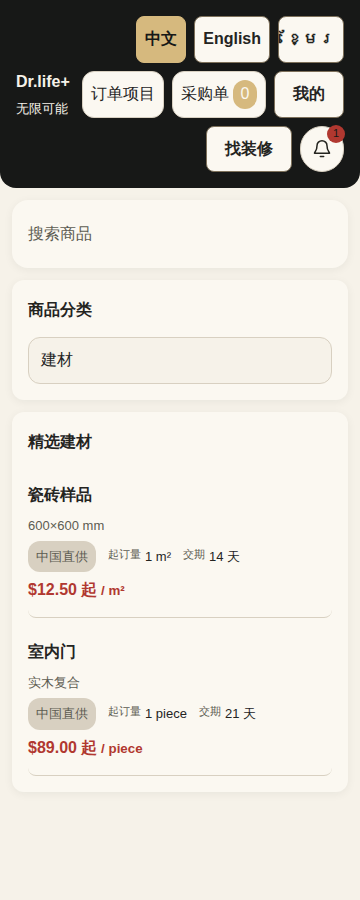 中文 English ខ្មែរ
Dr.life+
无限可能
订单项目 采购单 0 我的
找装修 1
搜索商品
商品分类
建材
精选建材
瓷砖样品
600×600 mm
中国直供 起订量 1 m² 交期 14 天
$12.50 起 / m²
室内门
实木复合
中国直供 起订量 1 piece 交期 21 天
$89.00 起 / piece